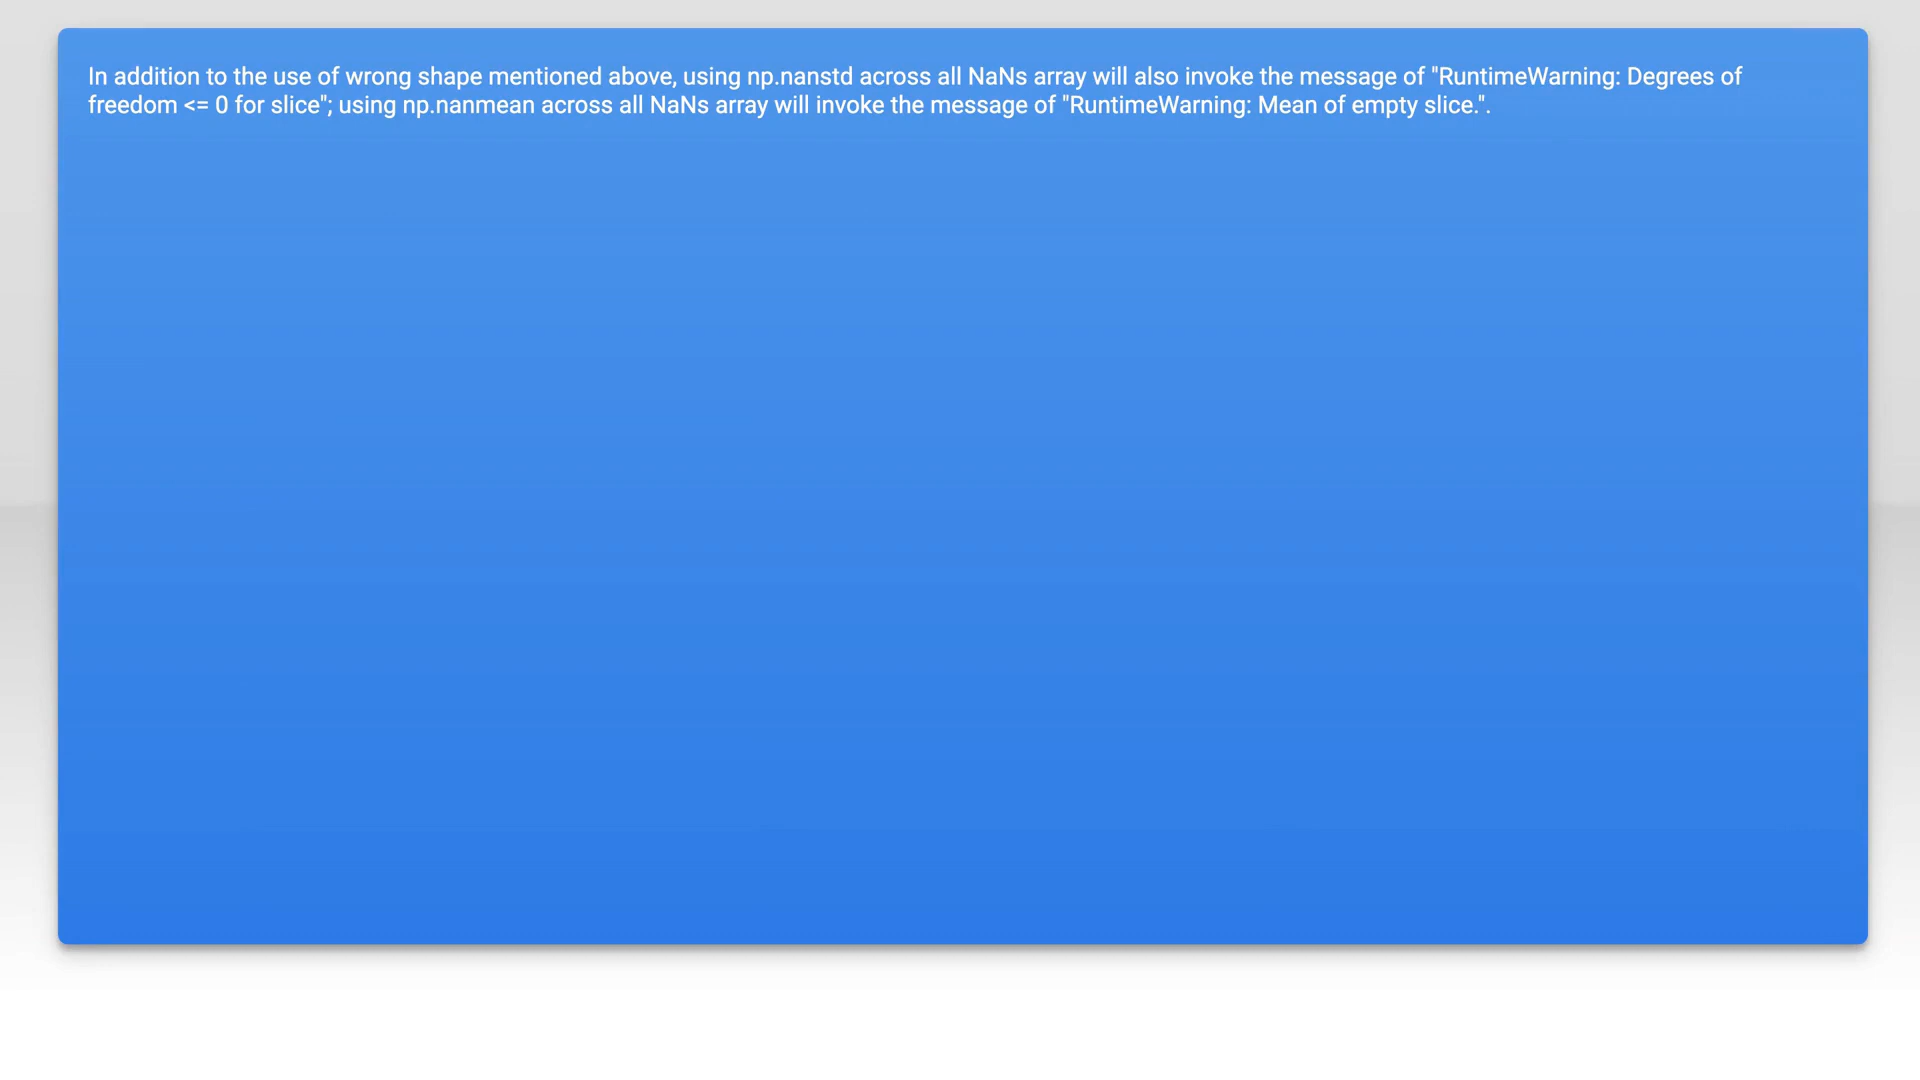 In addition to the use of wrong shape mentioned above, using np.nanstd across all NaNs array will also invoke the message of "RuntimeWarning: Degrees of
freedom <= 0 for slice"; using np.nanmean across all NaNs array will invoke the message of "RuntimeWarning: Mean of empty slice.".